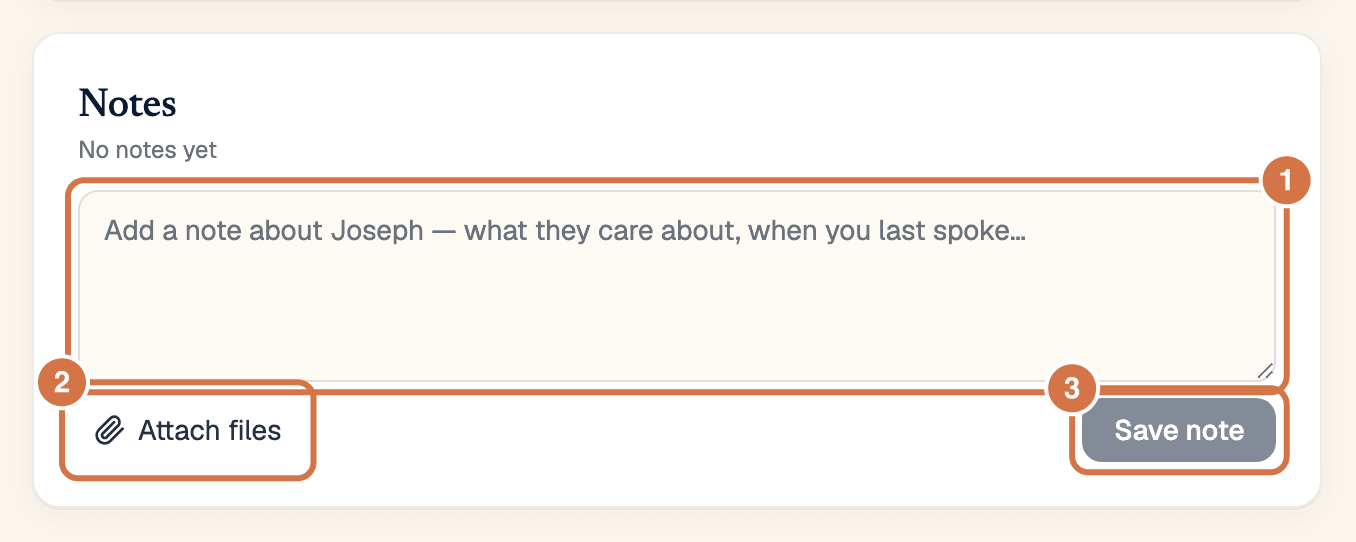 Notes
No notes yet
1
Add a note about Joseph — what they care about, when you last spoke...
2
Attach files
3
Save note